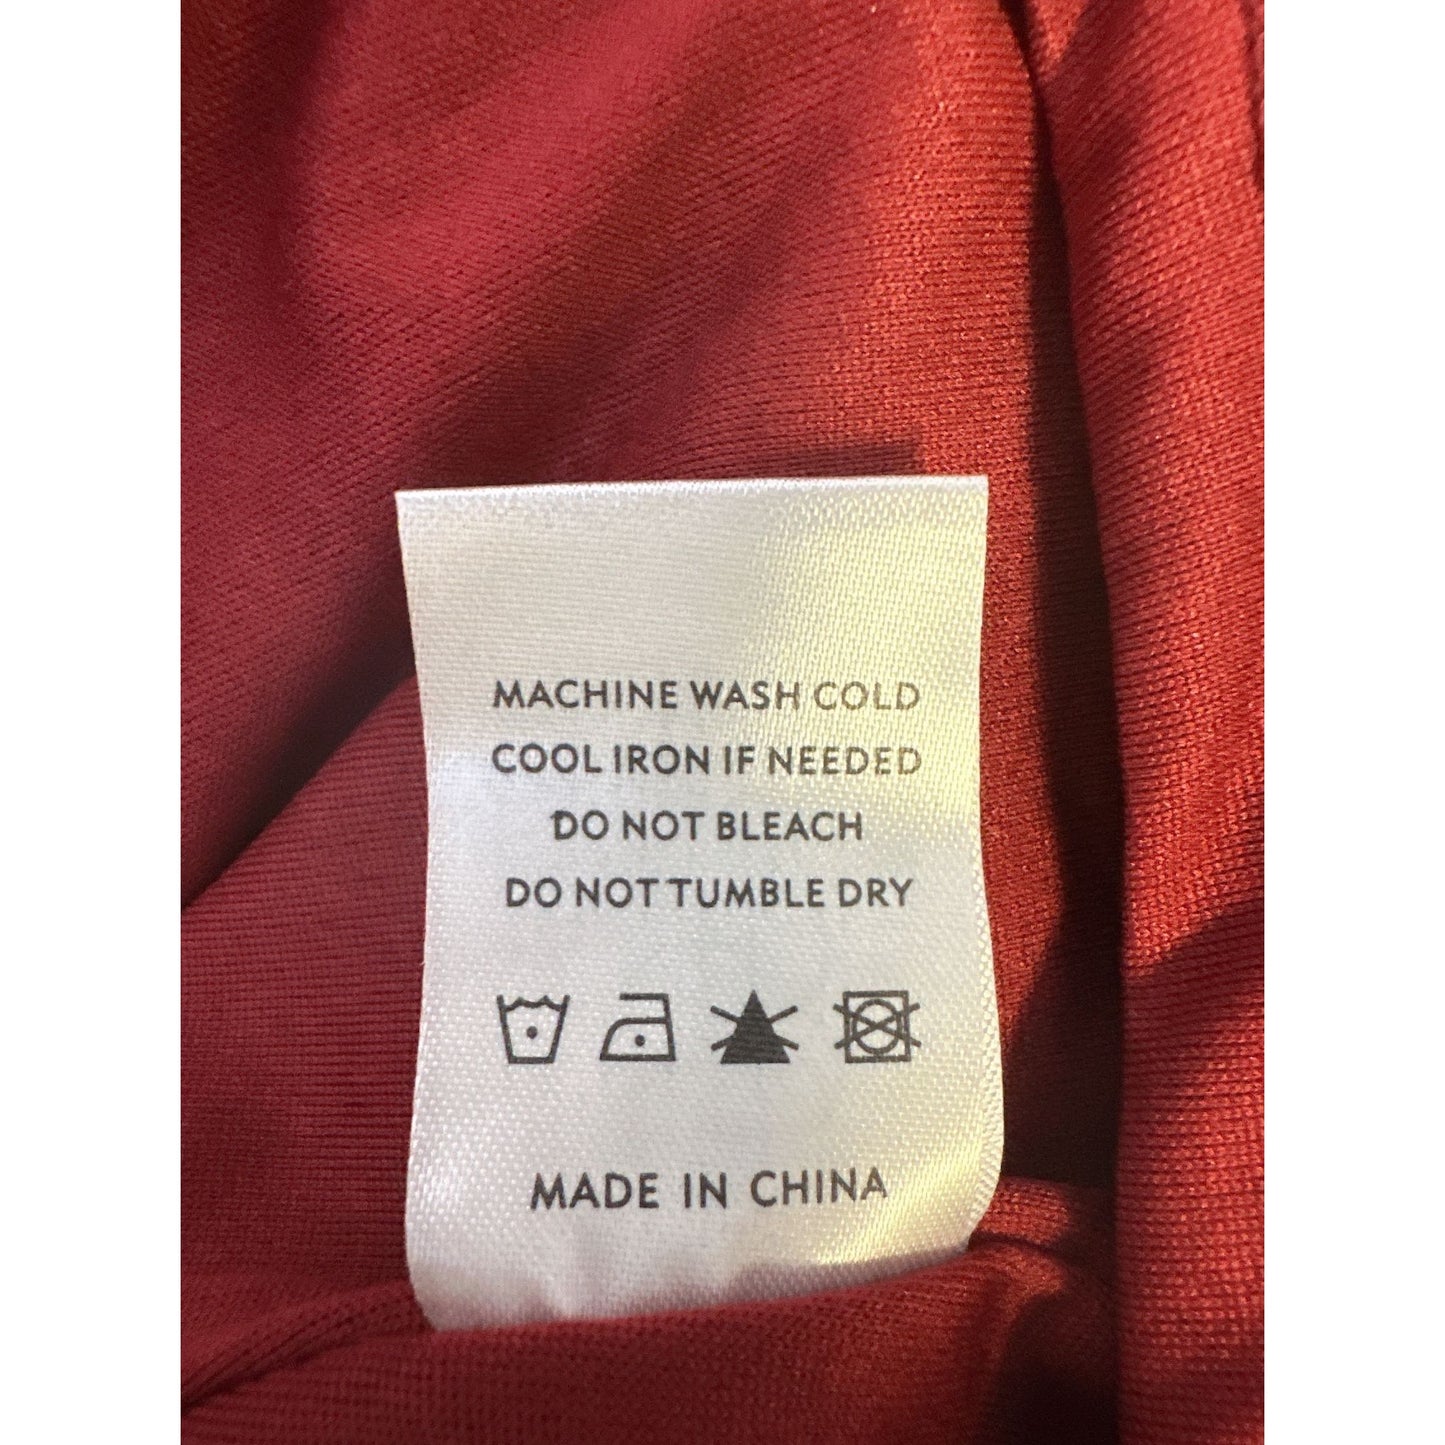 MACHINE WASH COLD
COOL IRON IF NEEDED
DO NOT BLEACH
DO NOT TUMBLE DRY
MADE IN CHINA